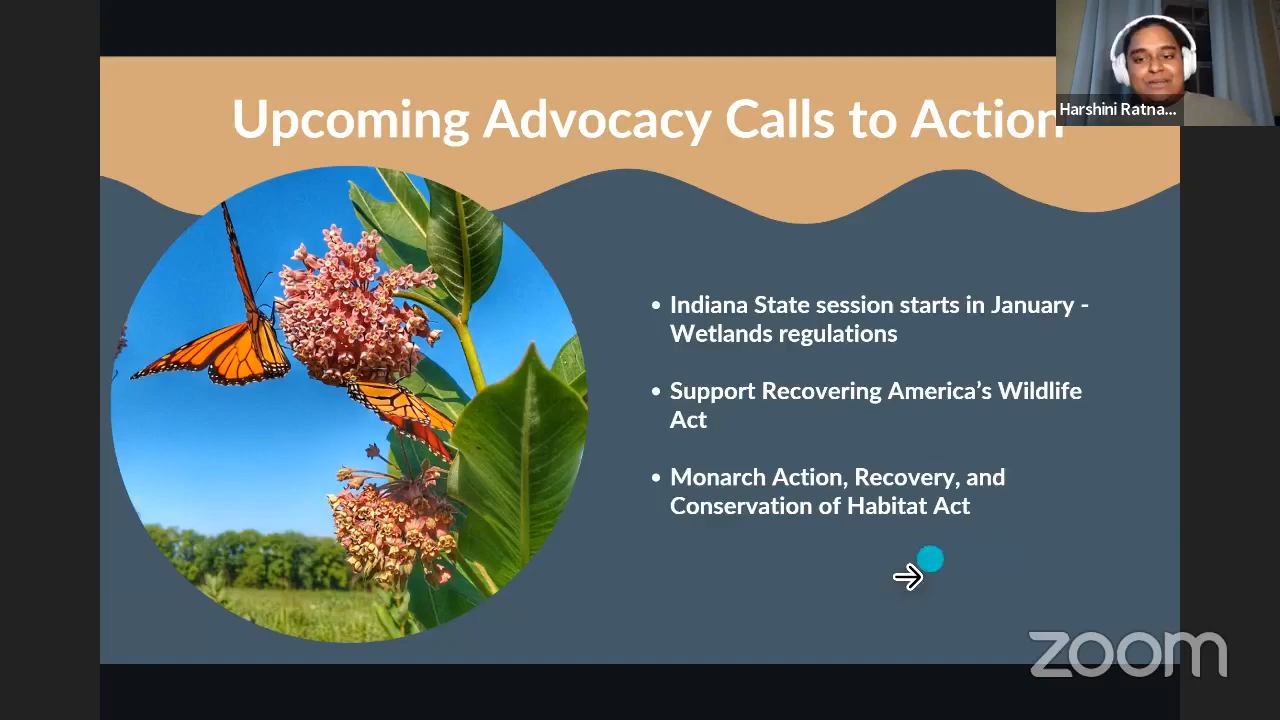 Upcoming Advocacy Calls to Action
Harshini Ratna...
• Indiana State session starts in January -
Wetlands regulations
• Support Recovering America’s Wildlife
Act
• Monarch Action, Recovery, and
Conservation of Habitat Act
zoom